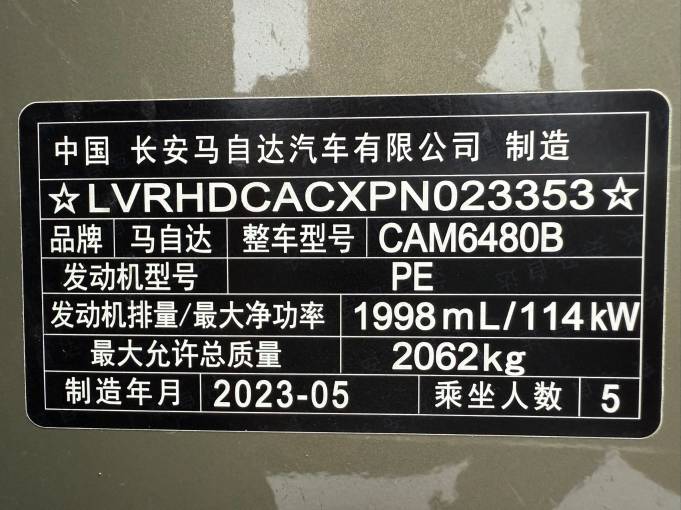 中国 长安马自达汽车有限公司 制造
☆LVRHDCACXPN023353☆
品牌 马自达 整车型号 CAM6480B
发动机型号 PE
发动机排量/最大净功率 1998mL/114kW
最大允许总质量 2062kg
制造年月 2023-05 乘坐人数 5